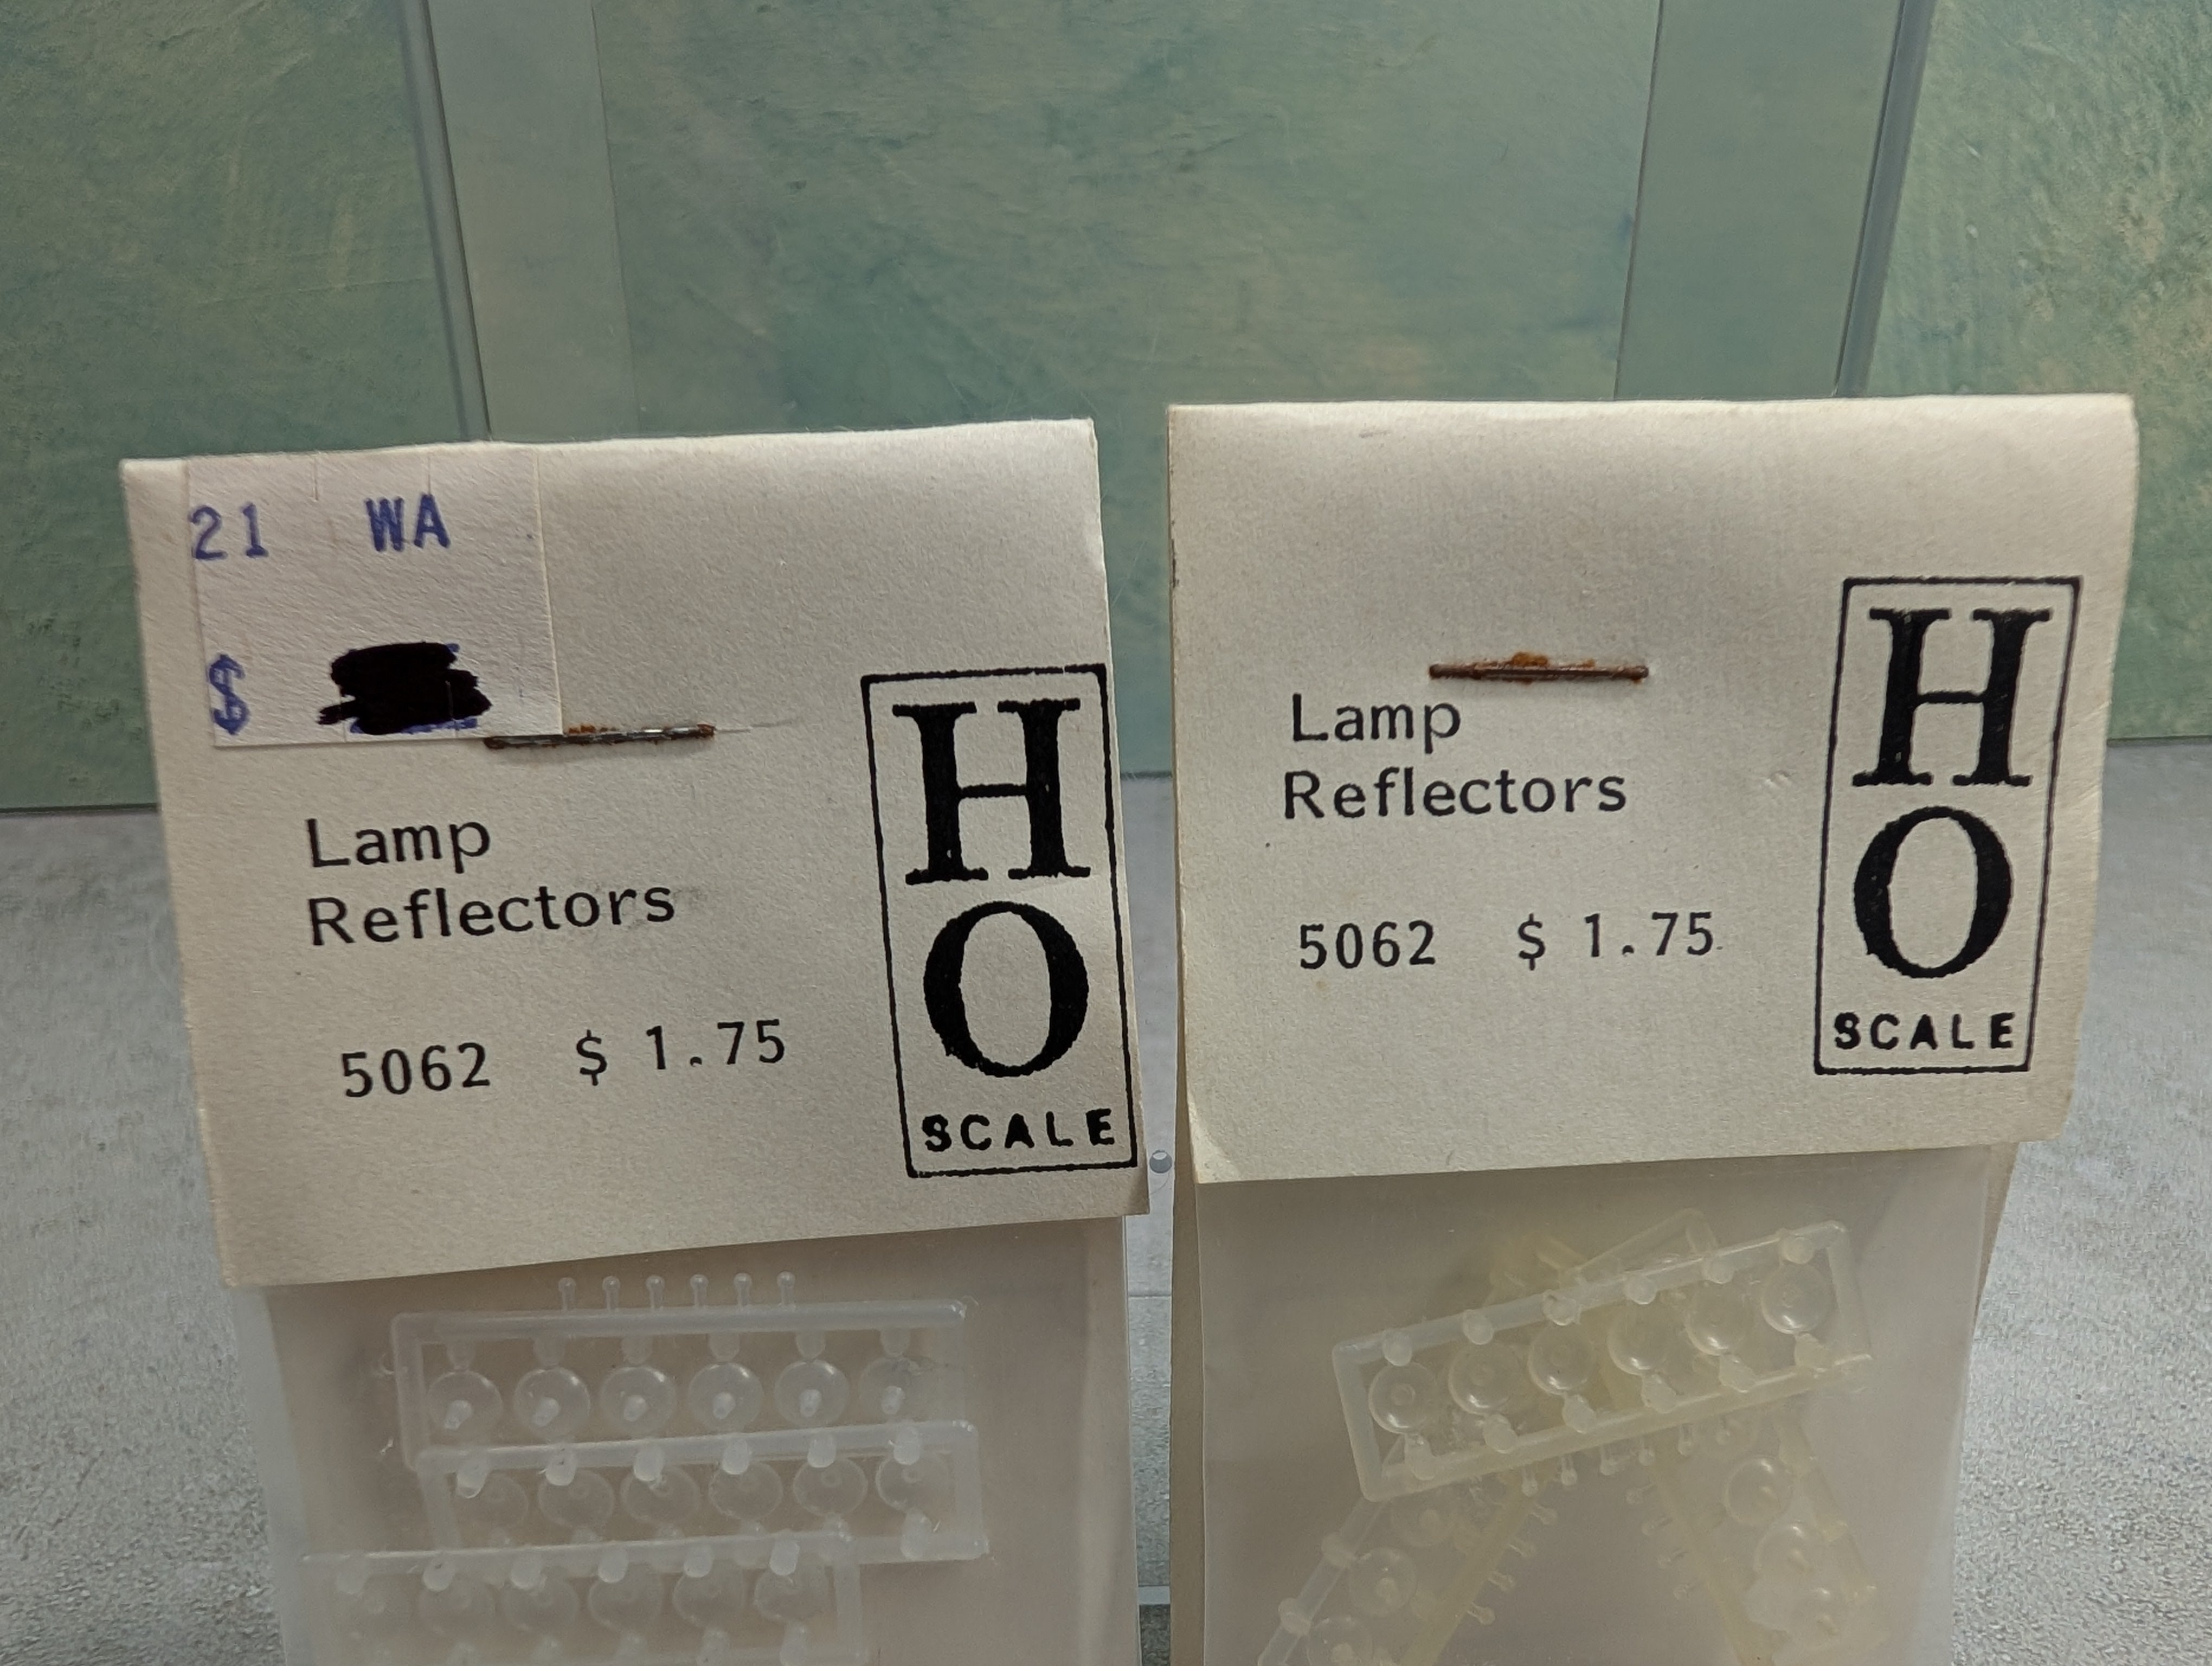 21 WA
$
Lamp
Reflectors
5062 $ 1.75
H
O
SCALE
Lamp
Reflectors
5062 $ 1.75
H
O
SCALE